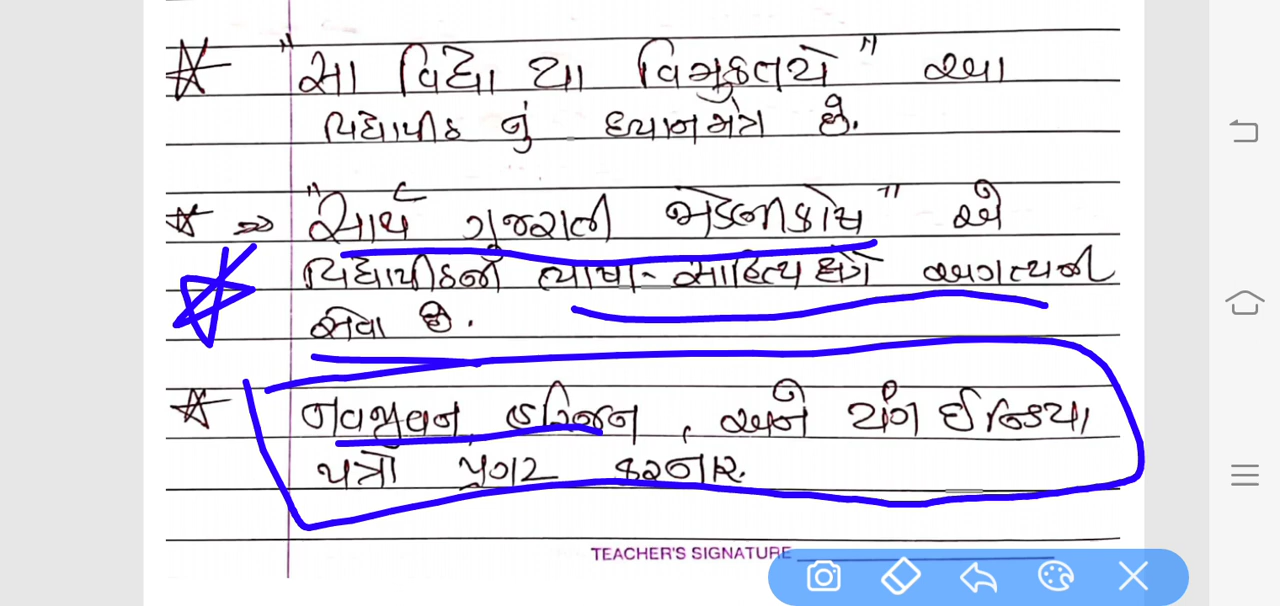 "સા વિદ્યા યા વિમુક્તયે" આ
વિદ્યાપીઠ નું ધ્યાનમંત્ર છે.
"સાર્થ ગુજરાતી જોડણીકોષ" એ
વિદ્યાપીઠની ભાષા-સાહિત્ય ક્ષેત્રે અગત્યની
સેવા છે.
નવજીવન, હરિજન, અને યંગ ઈન્ડિયા
પત્રો પ્રગટ કરનાર.
TEACHER'S SIGNATURE